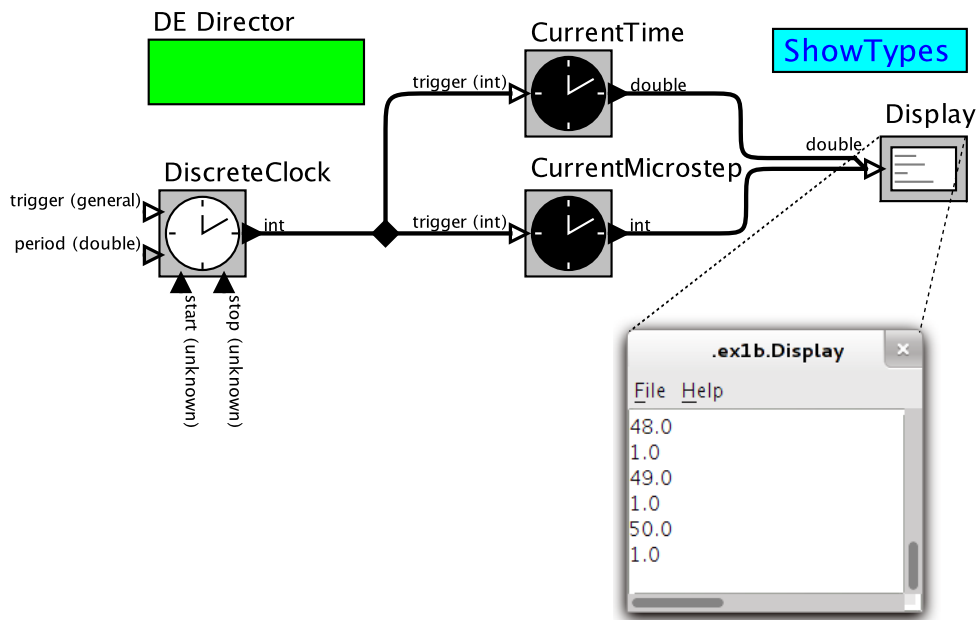 DE Director
CurrentTime
ShowTypes
trigger (int)
double
Display
double
DiscreteClock
CurrentMicrostep
trigger (general)
int
trigger (int)
int
period (double)
start (unknown)
stop (unknown)
.ex1b.Display
×
File Help
48.0
1.0
49.0
1.0
50.0
1.0